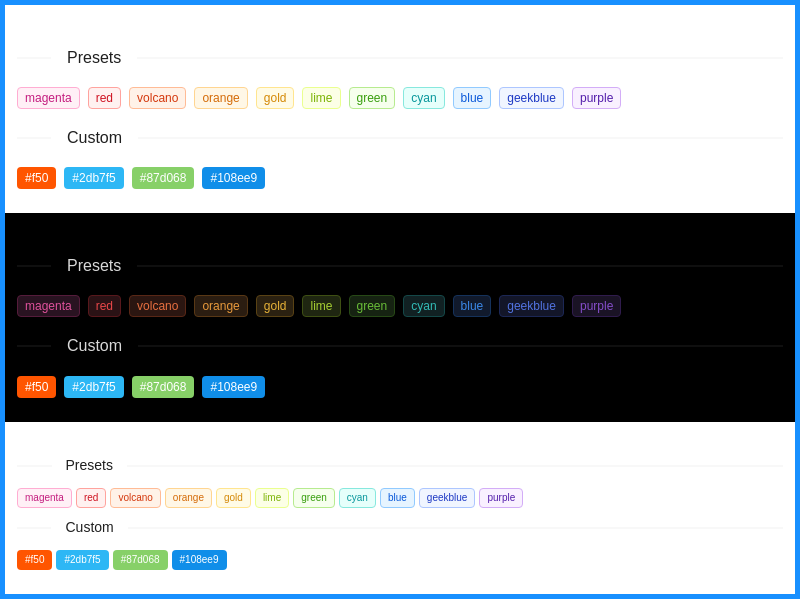 Presets
magenta red volcano orange gold lime green cyan blue geekblue purple
Custom
#f50 #2db7f5 #87d068 #108ee9
Presets
magenta red volcano orange gold lime green cyan blue geekblue purple
Custom
#f50 #2db7f5 #87d068 #108ee9
Presets
magenta red volcano orange gold lime green cyan blue geekblue purple
Custom
#f50 #2db7f5 #87d068 #108ee9